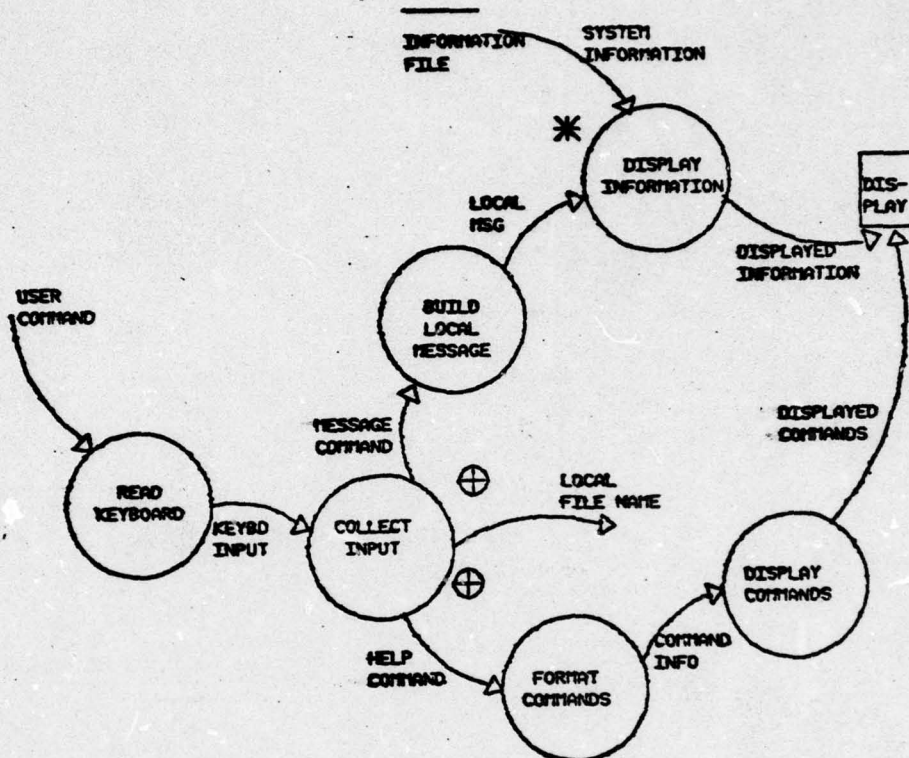 INFORMATION
FILE
SYSTEM
INFORMATION
DISPLAY
INFORMATION
DIS-
PLAY
LOCAL
MSG
DISPLAYED
INFORMATION
USER
COMMAND
BUILD
LOCAL
MESSAGE
MESSAGE
COMMAND
DISPLAYED
COMMANDS
READ
KEYBOARD
KEYBD
INPUT
COLLECT
INPUT
LOCAL
FILE NAME
DISPLAY
COMMANDS
HELP
COMMAND
COMMAND
INFO
FORMAT
COMMANDS